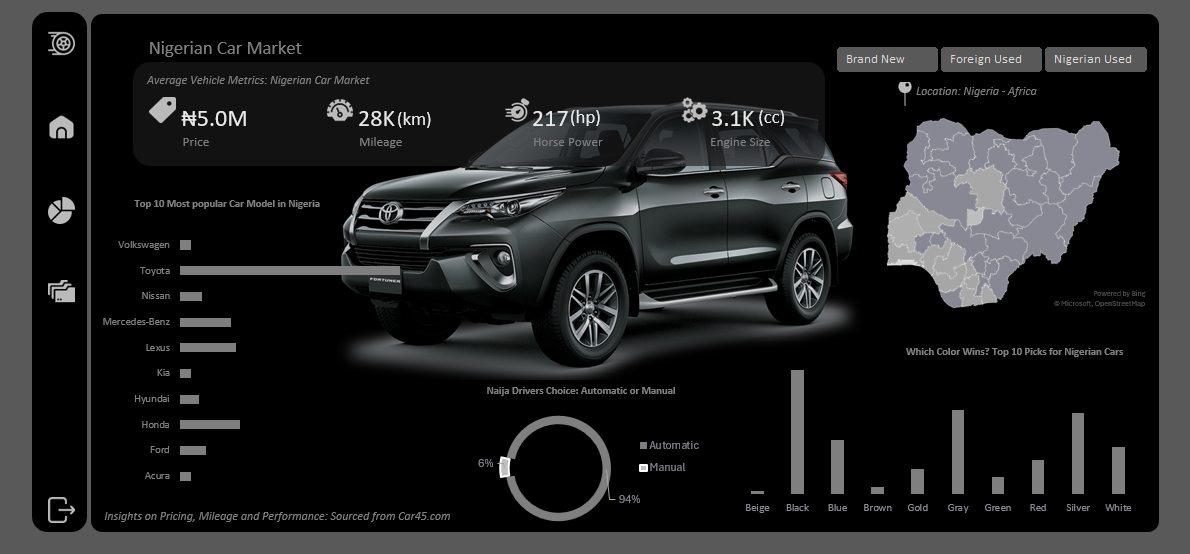 Nigerian Car Market
Brand New
Foreign Used
Nigerian Used
Average Vehicle Metrics: Nigerian Car Market
Location: Nigeria - Africa
₦5.0M
28K(km)
217(hp)
3.1K (cc)
Price
Mileage
Horse Power
Engine Size
Top 10 Most popular Car Model in Nigeria
Volkswagen
Toyota
Nissan
Mercedes-Benz
Lexus
Kia
Hyundai
Honda
Ford
Acura
FORTUNER
Powered by Bing
© Microsoft, OpenStreetMap
Naija Drivers Choice: Automatic or Manual
6%
94%
Automatic
Manual
Which Color Wins? Top 10 Picks for Nigerian Cars
Beige
Black
Blue
Brown
Gold
Gray
Green
Red
Silver
White
Insights on Pricing, Mileage and Performance: Sourced from Car45.com